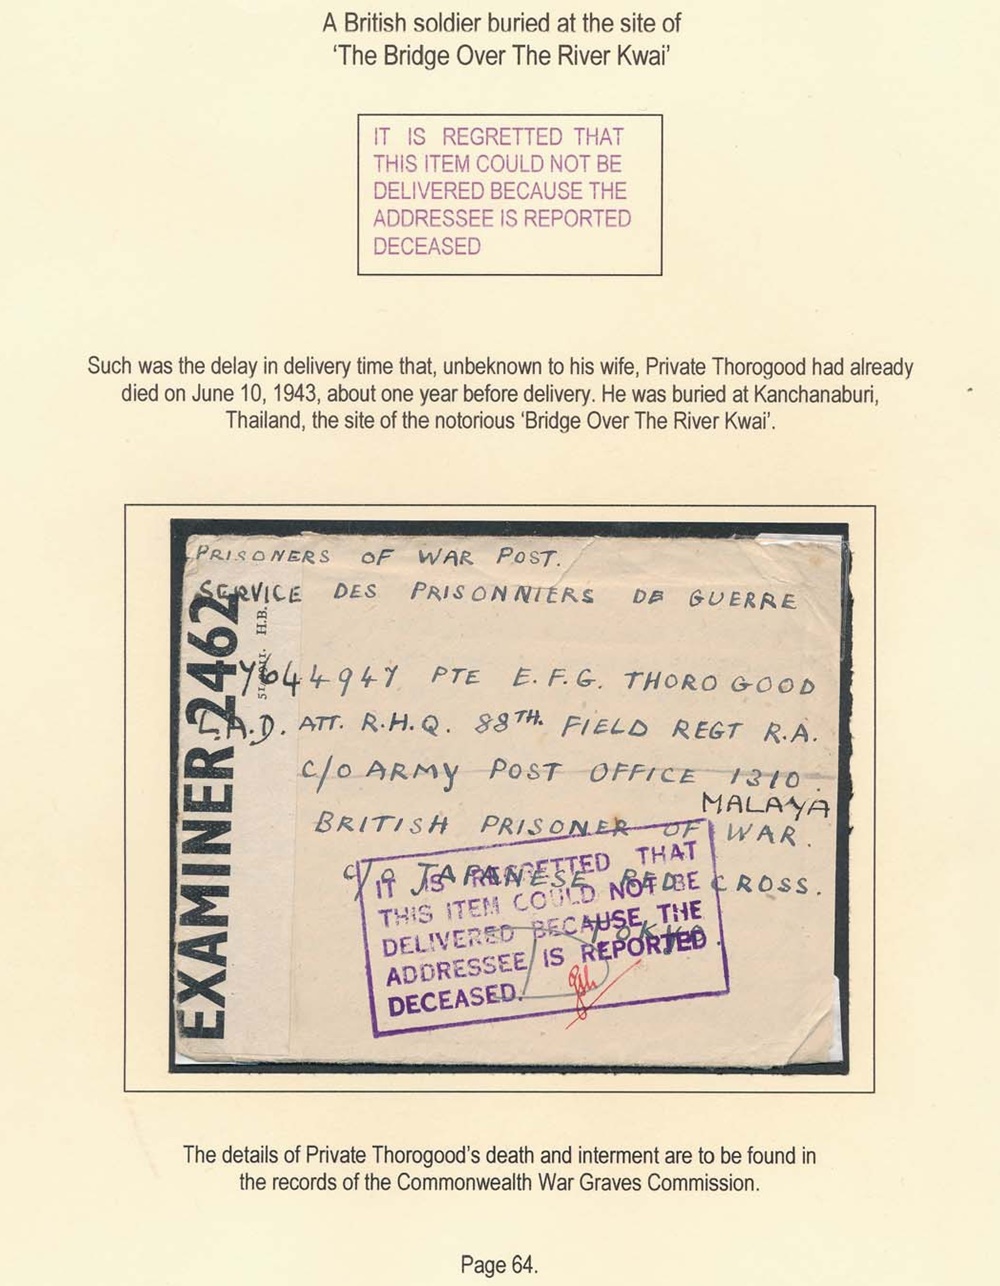 A British soldier buried at the site of
‘The Bridge Over The River Kwai’
IT IS REGRETTED THAT
THIS ITEM COULD NOT BE
DELIVERED BECAUSE THE
ADDRESSEE IS REPORTED
DECEASED
Such was the delay in delivery time that, unbeknown to his wife, Private Thorogood had already
died on June 10, 1943, about one year before delivery. He was buried at Kanchanaburi,
Thailand, the site of the notorious ‘Bridge Over The River Kwai’.
PRISONERS OF WAR POST.
SERVICE DES PRISONNIERS DE GUERRE
7644947 PTE E.F.G. THOROGOOD
L.A.D. ATT. R.H.Q. 88TH. FIELD REGT R.A.
C/O ARMY POST OFFICE 1310
MALAYA
BRITISH PRISONER OF WAR.
C/O JAPANESE RED CROSS.
TOKYO.
EXAMINER 2462
H.B.
IT IS REGRETTED THAT
THIS ITEM COULD NOT BE
DELIVERED BECAUSE THE
ADDRESSEE IS REPORTED
DECEASED.
The details of Private Thorogood’s death and interment are to be found in
the records of the Commonwealth War Graves Commission.
Page 64.